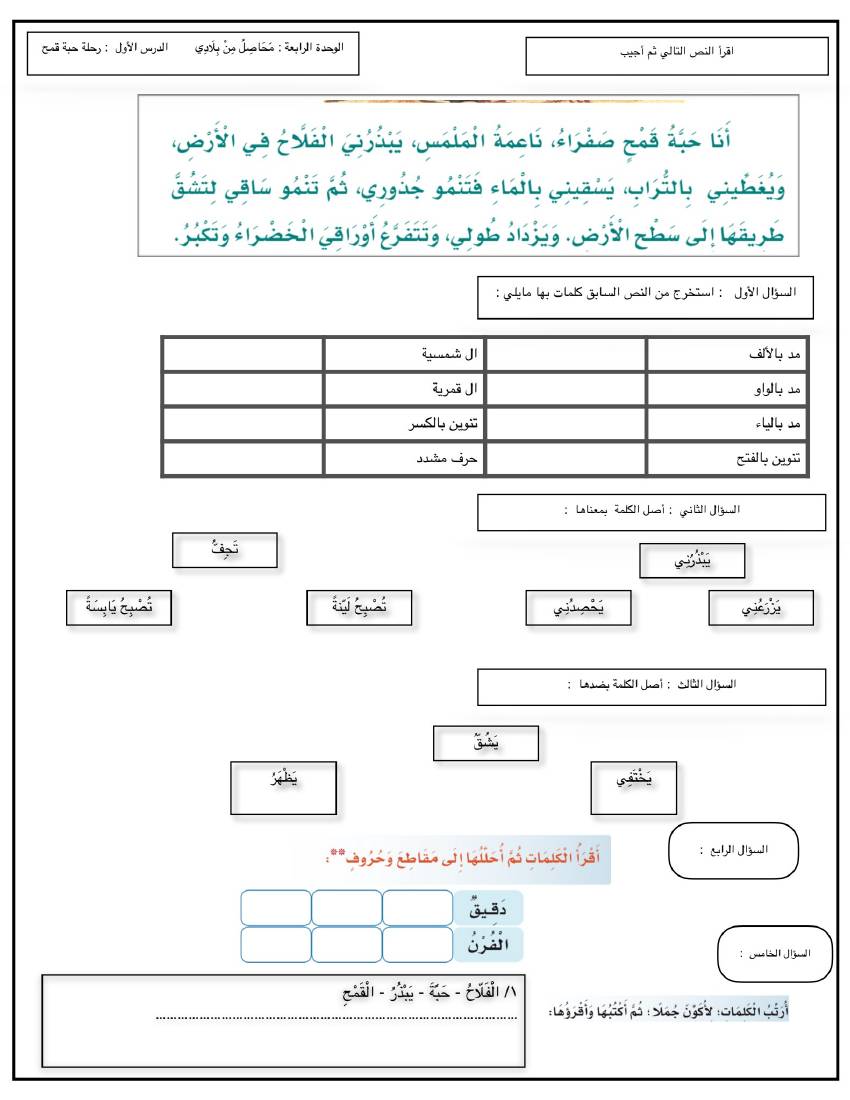 الوحدة الرابعة : مَحَاصِلُ مِنْ بِلَادِي الدرس الأول : رحلة حبة قمح
اقرأ النص التالي ثم أجيب
أَنَا حَبَّةُ قَمْحٍ صَفْرَاءُ، نَاعِمَةُ الْمَلْمَسِ، يَبْذُرُنِيَ الْفَلَّاحُ فِي الْأَرْضِ،
وَيُغَطِّينِي بِالتُّرَابِ، يَسْقِينِي بِالْمَاءِ فَتَنْمُو جُذُورِي، ثُمَّ تَنْمُو سَاقِي لِتَشُقَّ
طَرِيقَهَا إِلَى سَطْحِ الْأَرْضِ. وَيَزْدَادُ طُولِي، وَتَتَفَرَّعُ أَوْرَاقِيَ الْخَضْرَاءُ وَتَكْبُرُ.
السؤال الأول : استخرج من النص السابق كلمات بها مايلي :
مد بالألف ال شمسية
مد بالواو ال قمرية
مد بالياء تنوين بالكسر
تنوين بالفتح حرف مشدد
السؤال الثاني : أصل الكلمة بمعناها :
يَبْذُرُنِي
تَجِفُّ
يَزْرَعُنِي
يَحْصِدُنِي
تُصْبِحُ لَيِّنَةً
تُصْبِحُ يَابِسَةً
السؤال الثالث : أصل الكلمة بضدها :
يَشُقُّ
يَخْتَفِي
يَظْهَرُ
السؤال الرابع :
أَقْرَأُ الْكَلِمَاتِ ثُمَّ أُحَلِّلُهَا إِلَى مَقَاطِعَ وَحُرُوفٍ**:
دَقِيقٌ
الْفُرْنُ
السؤال الخامس :
أُرَتِّبُ الْكَلِمَاتِ؛ لِأُكَوِّنَ جُمَلًا ؛ ثُمَّ أَكْتُبُهَا وَأَقْرَؤُهَا:
١/ الْفَلَّاحُ - حَبَّةَ - يَبْذُرُ - الْقَمْحِ